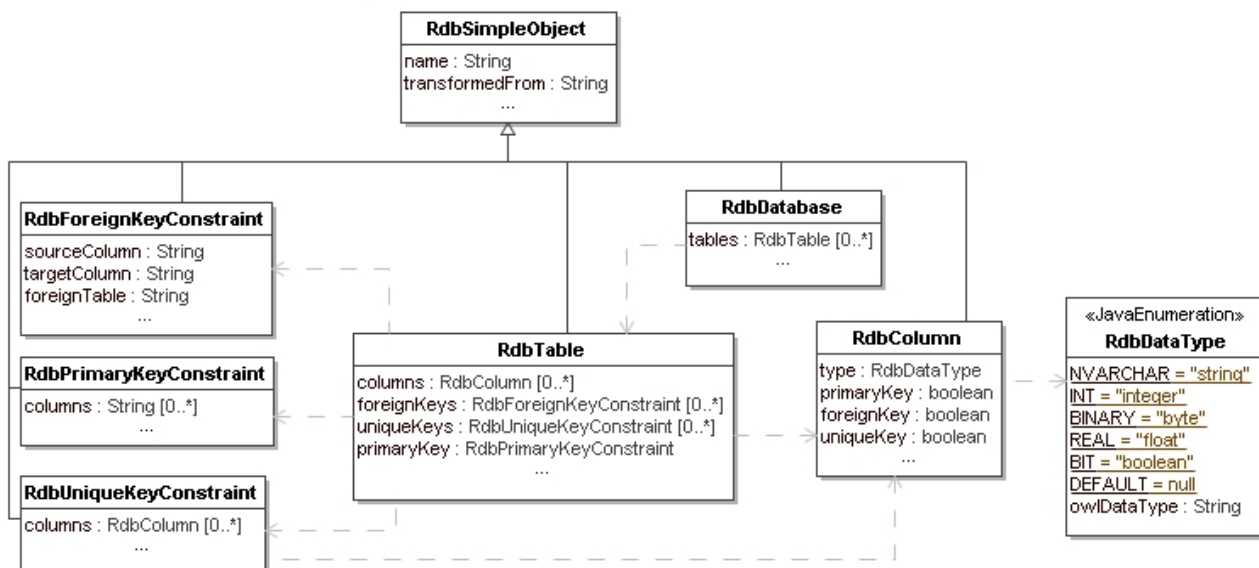 RdbSimpleObject
name : String
transformedFrom : String
...
RdbForeignKeyConstraint
sourceColumn : String
targetColumn : String
foreignTable : String
...
RdbDatabase
tables : RdbTable [0..*]
...
RdbPrimaryKeyConstraint
columns : String [0..*]
...
RdbTable
columns : RdbColumn [0..*]
foreignKeys : RdbForeignKeyConstraint [0..*]
uniqueKeys : RdbUniqueKeyConstraint [0..*]
primaryKey : RdbPrimaryKeyConstraint
...
RdbColumn
type : RdbDataType
primaryKey : boolean
foreignKey : boolean
uniqueKey : boolean
...
«JavaEnumeration»
RdbDataType
NVARCHAR = "string"
INT = "integer"
BINARY = "byte"
REAL = "float"
BIT = "boolean"
DEFAULT = null
owlDataType : String
RdbUniqueKeyConstraint
columns : RdbColumn [0..*]
...